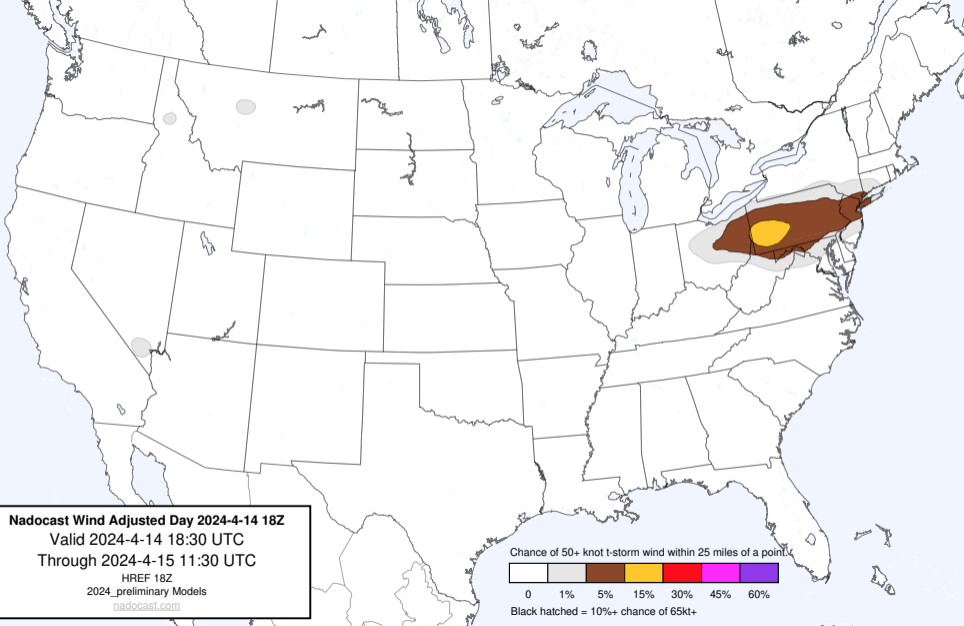 Nadocast Wind Adjusted Day 2024-4-14 18Z
Valid 2024-4-14 18:30 UTC
Through 2024-4-15 11:30 UTC
HREF 18Z
2024_preliminary Models
nadocast.com
Chance of 50+ knot t-storm wind within 25 miles of a point.
0 1% 5% 15% 30% 45% 60%
Black hatched = 10%+ chance of 65kt+